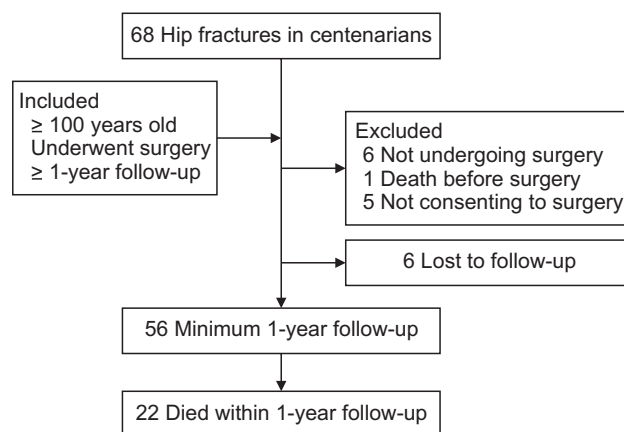 68 Hip fractures in centenarians
Included
≥ 100 years old
Underwent surgery
≥ 1-year follow-up
Excluded
6 Not undergoing surgery
1 Death before surgery
5 Not consenting to surgery
6 Lost to follow-up
56 Minimum 1-year follow-up
22 Died within 1-year follow-up